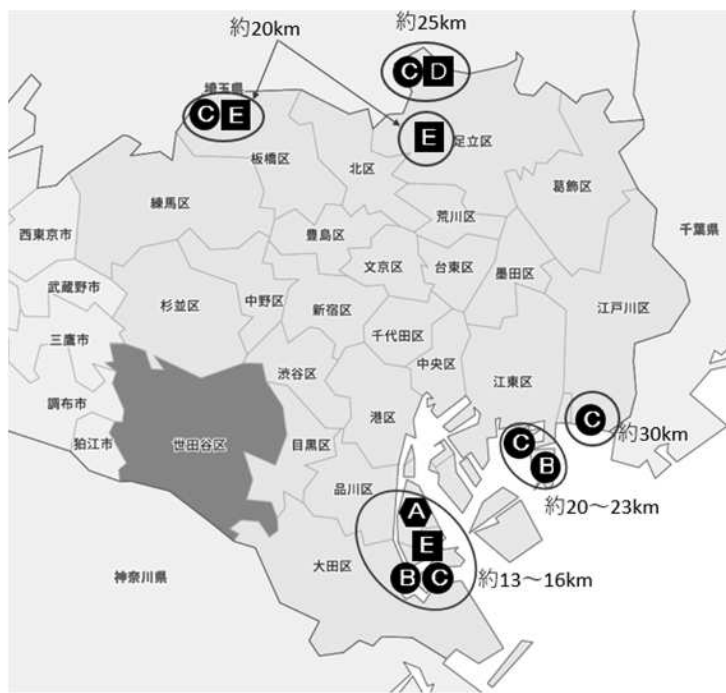 約20km
約25km
埼玉県
C D
C E
E
足立区
板橋区
北区
葛飾区
練馬区
荒川区
西東京市
豊島区
千葉県
文京区
台東区
墨田区
武蔵野市
杉並区
中野区
新宿区
江戸川区
三鷹市
千代田区
渋谷区
中央区
江東区
調布市
港区
C
約30km
狛江市
世田谷区
目黒区
C
B
品川区
約20～23km
A
E
大田区
B C
約13～16km
神奈川県